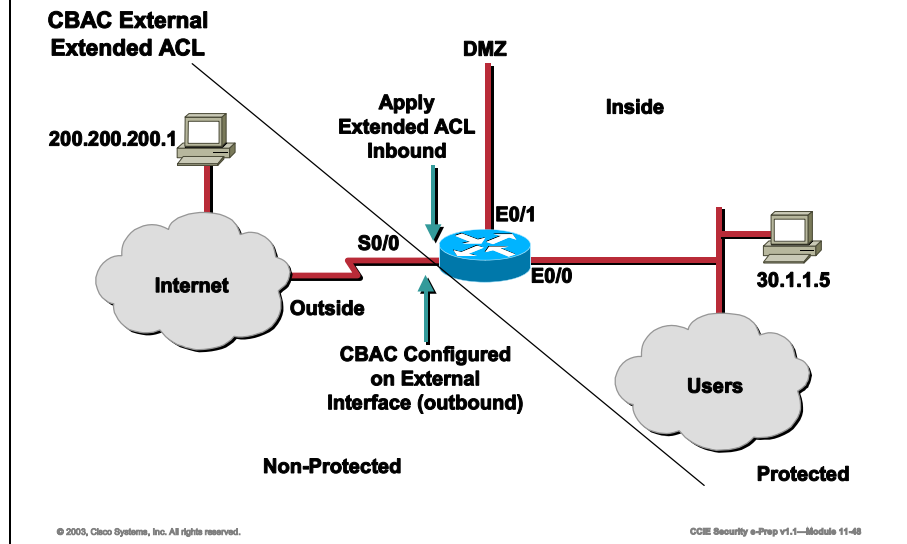 CBAC External
Extended ACL
DMZ
Apply
Extended ACL
Inbound
Inside
200.200.200.1
E0/1
S0/0
E0/0
30.1.1.5
Internet
Outside
CBAC Configured
on External
Interface (outbound)
Users
Non-Protected
Protected
© 2003, Cisco Systems, Inc. All rights reserved.
CCIE Security e-Prep v1.1—Module 11-48